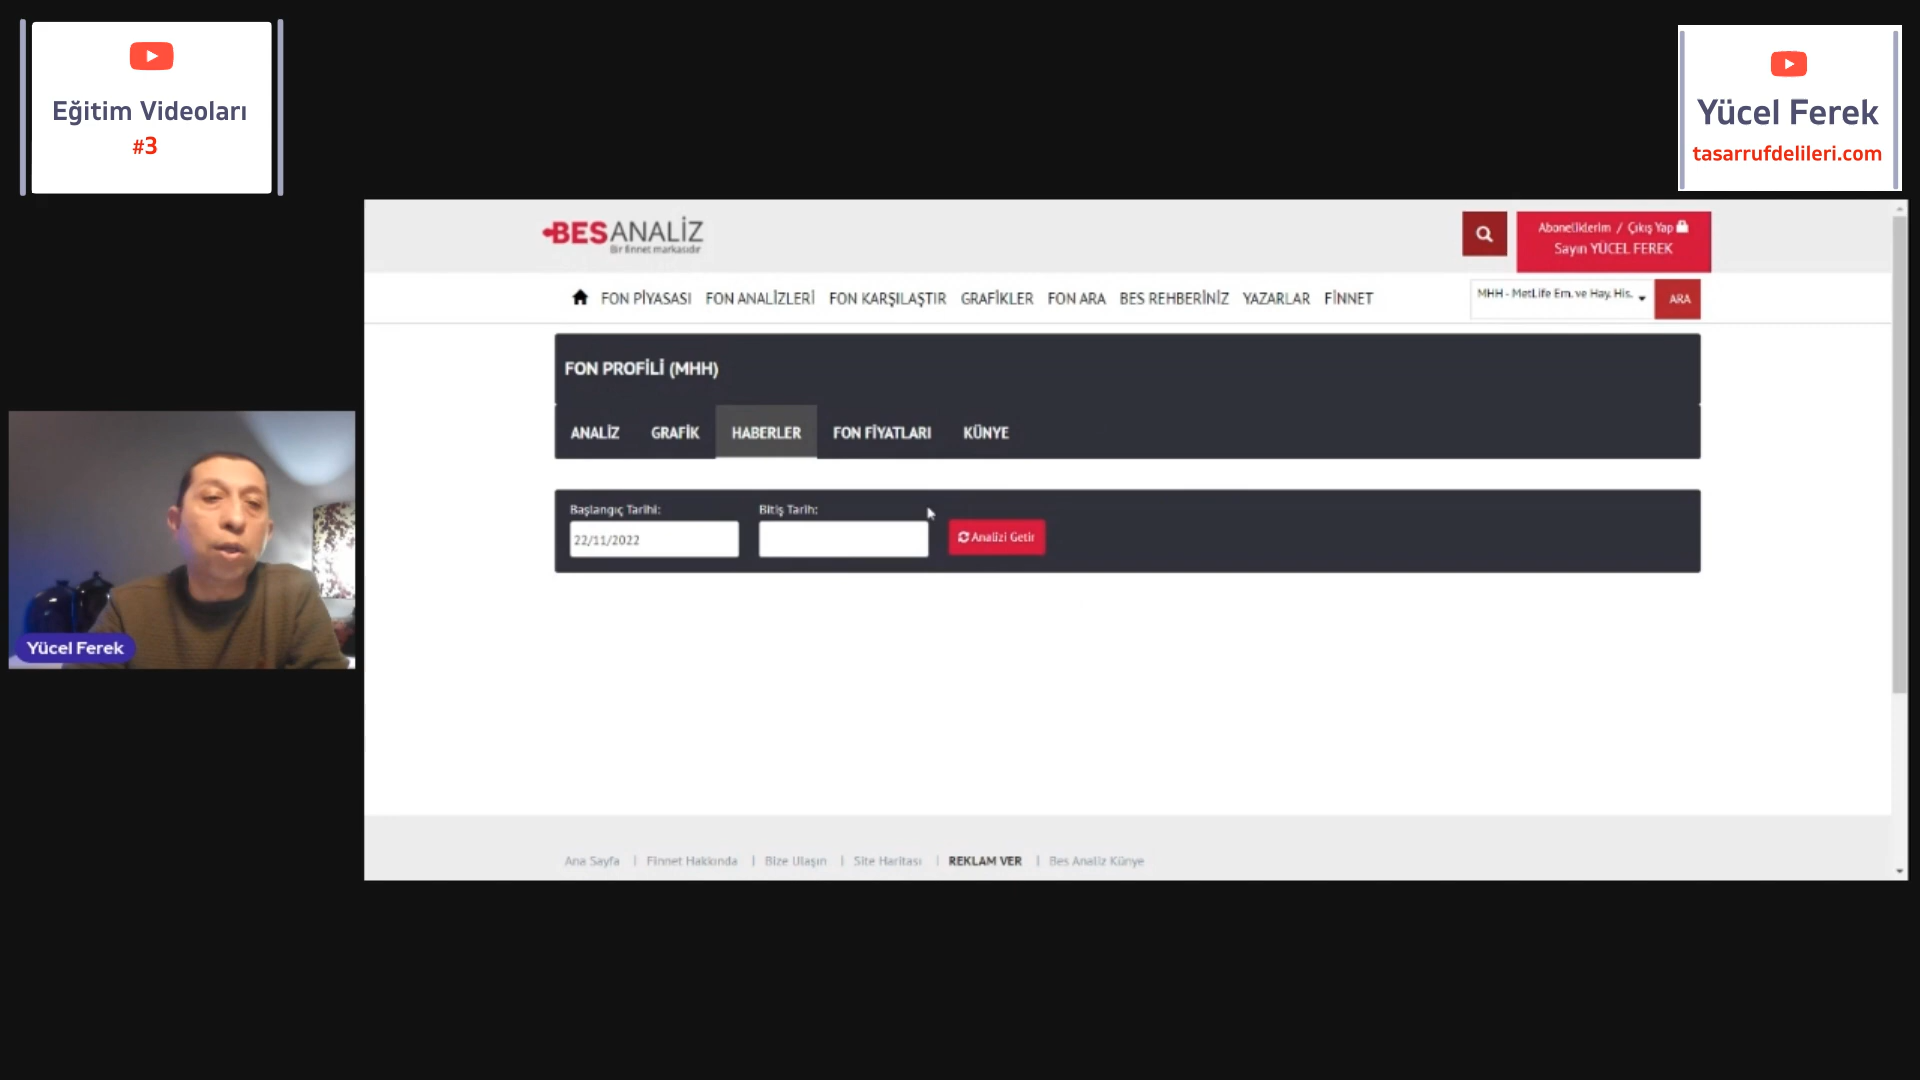 Eğitim Videoları
#3
Yücel Ferek
tasarrufdelileri.com
BESANALİZ
Bir finnet markasıdır
Aboneliklerim / Çıkış Yap
Sayın YÜCEL FEREK
FON PİYASASI FON ANALİZLERİ FON KARŞILAŞTIR GRAFİKLER FON ARA BES REHBERİNİZ YAZARLAR FİNNET
MHH - MetLife Em. ve Hay. His. ARA
FON PROFİLİ (MHH)
ANALİZ GRAFİK HABERLER FON FİYATLARI KÜNYE
Başlangıç Tarihi: Bitiş Tarih:
22/11/2022 Analizi Getir
Yücel Ferek
Ana Sayfa | Finnet Hakkında | Bize Ulaşın | Site Haritası | REKLAM VER | Bes Analiz Künye